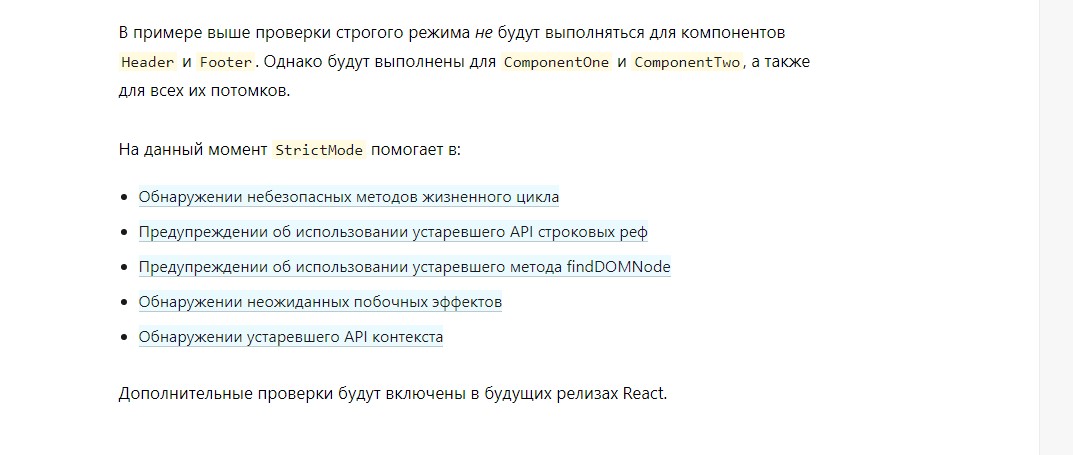 В примере выше проверки строгого режима не будут выполняться для компонентов
Header и Footer. Однако будут выполнены для ComponentOne и ComponentTwo, а также
для всех их потомков.
На данный момент StrictMode помогает в:
• Обнаружении небезопасных методов жизненного цикла
• Предупреждении об использовании устаревшего API строковых реф
• Предупреждении об использовании устаревшего метода findDOMNode
• Обнаружении неожиданных побочных эффектов
• Обнаружении устаревшего API контекста
Дополнительные проверки будут включены в будущих релизах React.